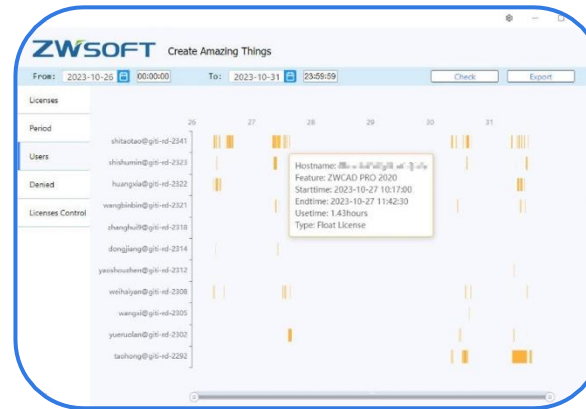 ZWSOFT Create Amazing Things
From: 2023-10-26 00:00:00 To: 2023-10-31 23:59:59 Check Export
Licenses
Period
Users
Denied
Licenses Control
26 27 28 29 30 31
shitaotao@giti-rd-2341
shishumin@giti-rd-2323
huangxia@giti-rd-2322
wangbinbin@giti-rd-2321
zhanghui9@giti-rd-2318
dongjiang@giti-rd-2314
yaoshouzhen@giti-rd-2312
weihaiyan@giti-rd-2308
wangxi@giti-rd-2305
yueruolan@giti-rd-2302
taohong@giti-rd-2292
Hostname:
Feature: ZWCAD PRO 2020
Starttime: 2023-10-27 10:17:00
Endtime: 2023-10-27 11:42:30
Usetime: 1.43hours
Type: Float License